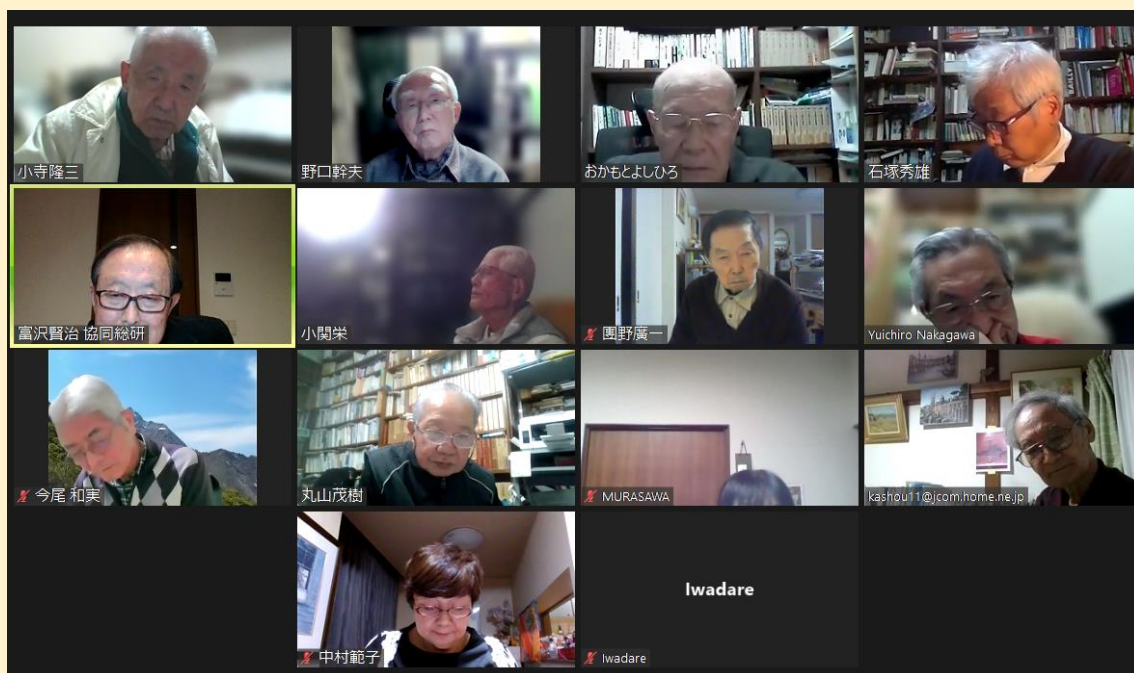 小寺隆三
野口幹夫
おかもとよしひろ
石塚秀雄
富沢賢治 協同総研
小関栄
團野廣一
Yuichiro Nakagawa
今尾 和実
丸山茂樹
MURASAWA
kashou11@jcom.home.ne.jp
中村範子
Iwadare
Iwadare